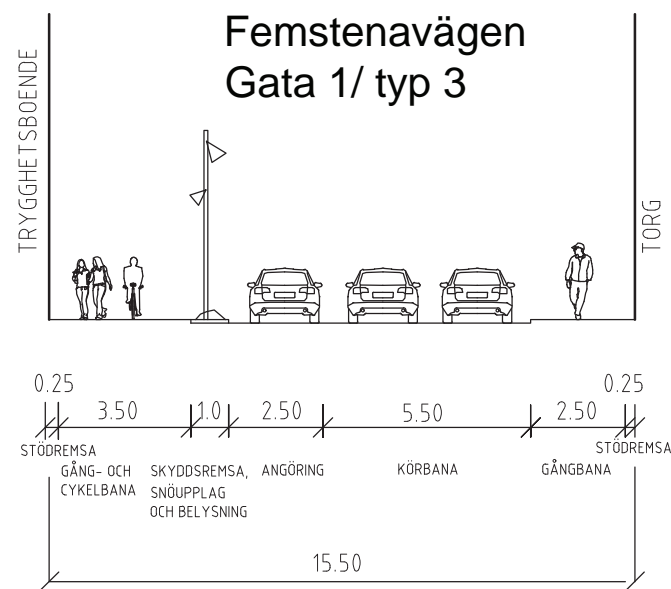 Femstenavägen
Gata 1/ typ 3
TRYGGHETSBOENDE
TORG
0.25
0.25
3.50
1.0
2.50
5.50
2.50
STÖDREMSA
STÖDREMSA
GÅNG- OCH
CYKELBANA
SKYDDSREMSA,
SNÖUPPLAG
OCH BELYSNING
ANGÖRING
KÖRBANA
GÅNGBANA
15.50